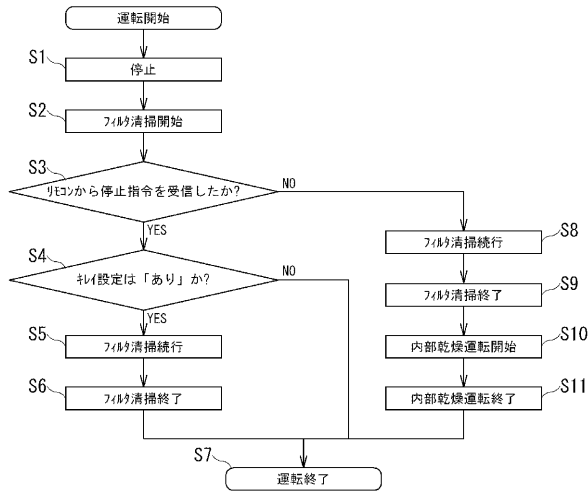 運転開始
S1
停止
S2
フィルタ清掃開始
S3
リモコンから停止指令を受信したか?
NO
YES
S8
フィルタ清掃続行
S4
キレイ設定は「あり」か?
NO
YES
S9
フィルタ清掃終了
S5
フィルタ清掃続行
S10
内部乾燥運転開始
S6
フィルタ清掃終了
S11
内部乾燥運転終了
S7
運転終了